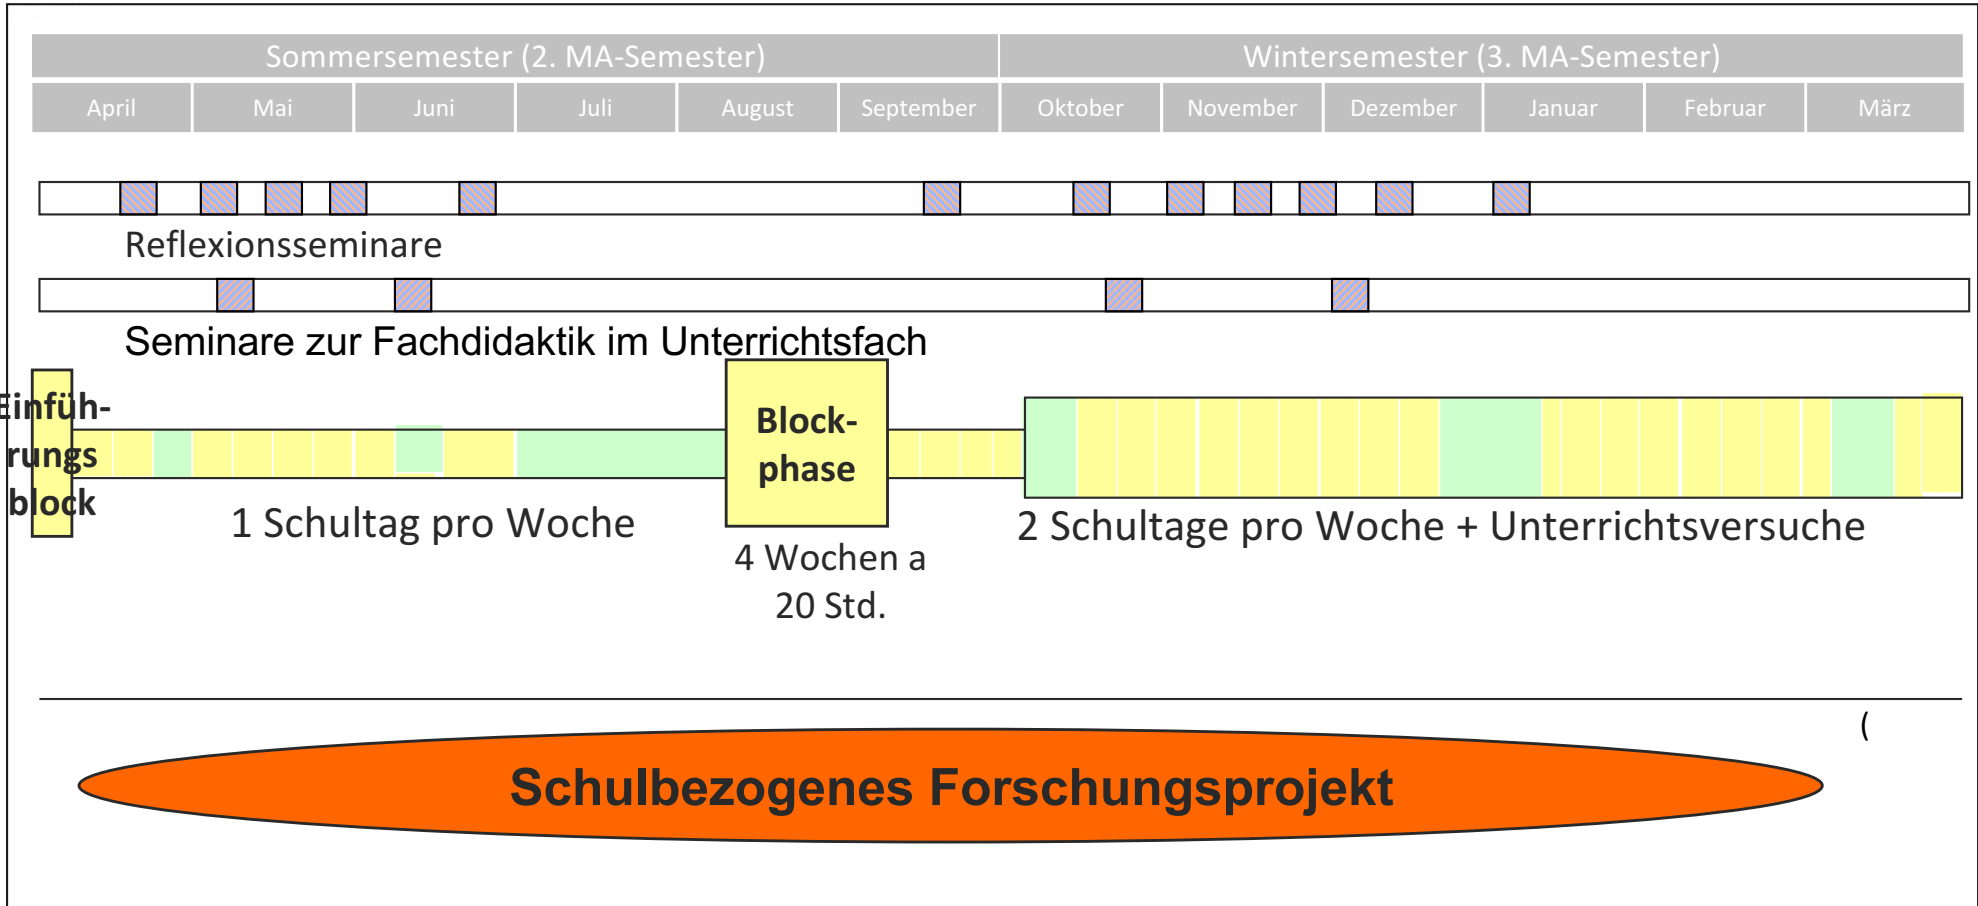 Sommersemester (2. MA-Semester)
Wintersemester (3. MA-Semester)
April
Mai
Juni
Juli
August
September
Oktober
November
Dezember
Januar
Februar
März
Reflexionsseminare
Seminare zur Fachdidaktik im Unterrichtsfach
Einfüh-
rungs
block
1 Schultag pro Woche
Block-
phase
4 Wochen a
20 Std.
2 Schultage pro Woche + Unterrichtsversuche
(
Schulbezogenes Forschungsprojekt